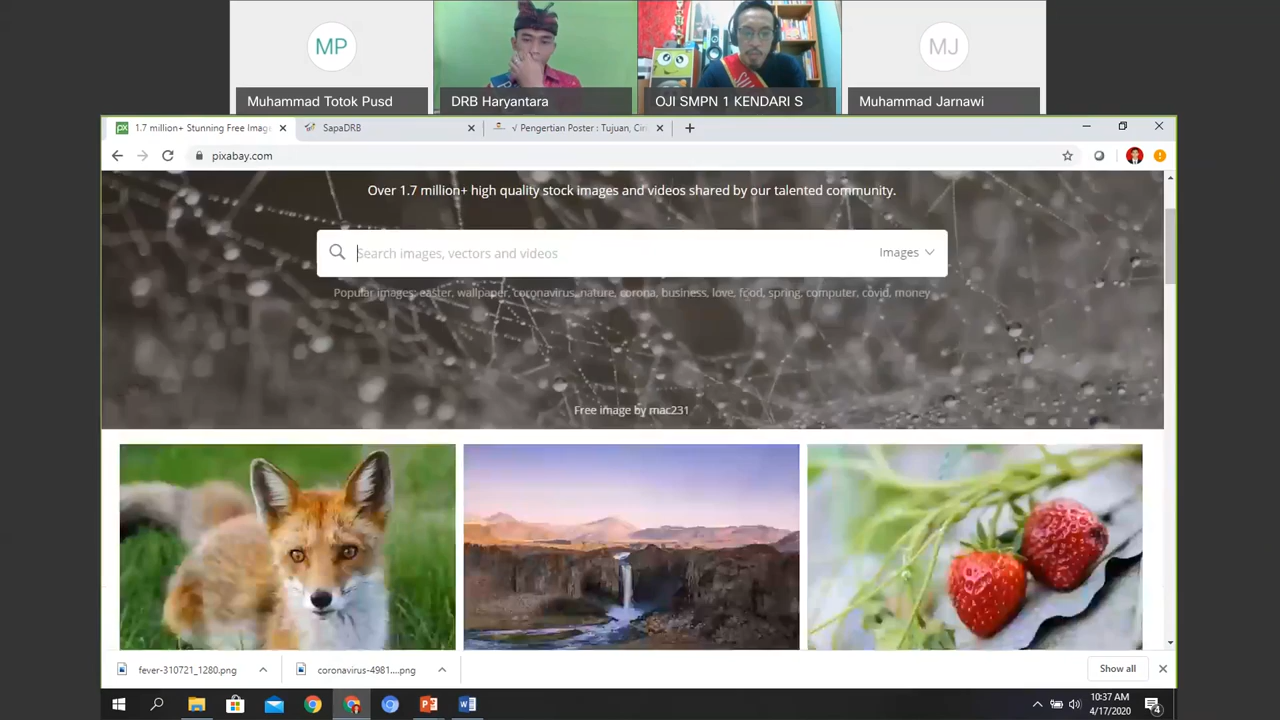 MP
MJ
Muhammad Totok Pusd
DRB Haryantara
OJI SMPN 1 KENDARI S
Muhammad Jarnawi
px
1.7 million+ Stunning Free Imag
SapaDRB
√ Pengertian Poster : Tujuan, Ciri
pixabay.com
Over 1.7 million+ high quality stock images and videos shared by our talented community.
Search images, vectors and videos
Images
Popular images: easter, wallpaper, coronavirus, nature, corona, business, love, food, spring, computer, covid, money
Free image by mac231
fever-310721_1280.png
coronavirus-4981....png
Show all
10:37 AM
4/17/2020
4